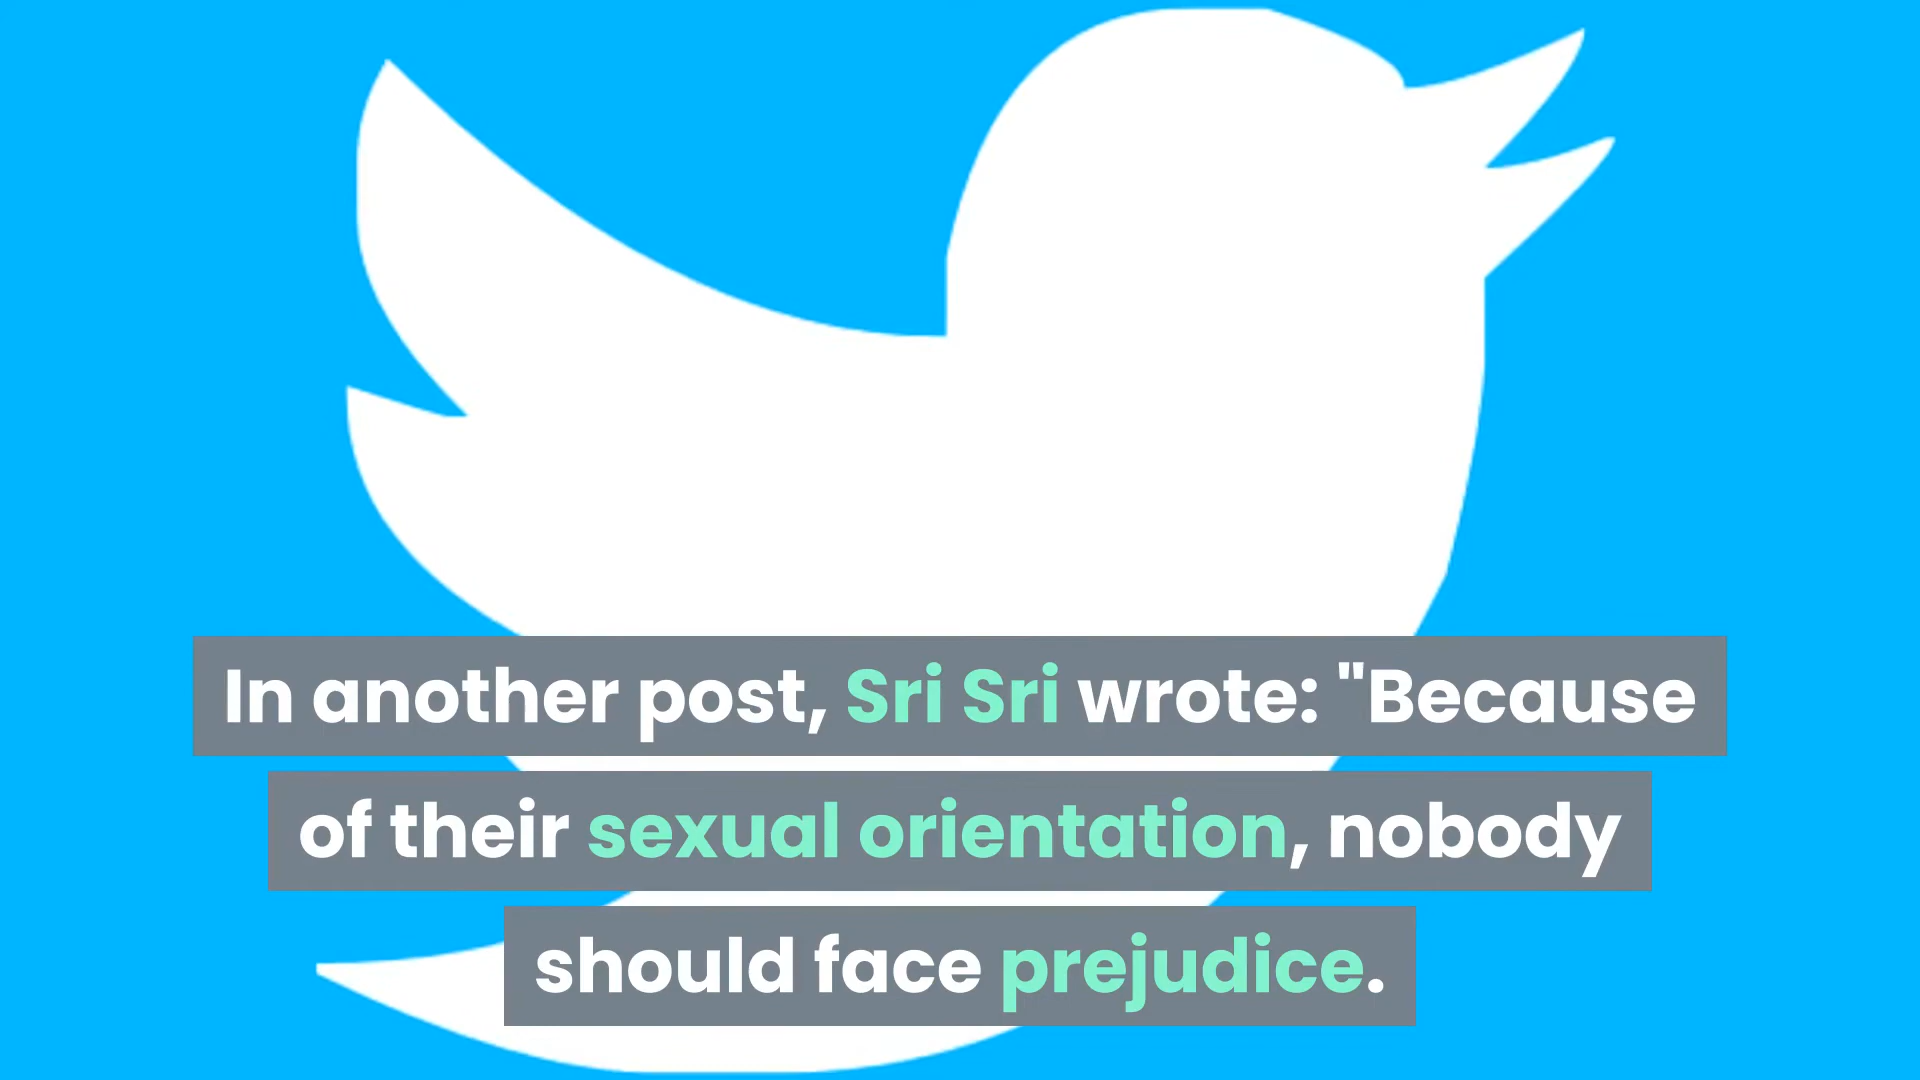 In another post, Sri Sri wrote: "Because
of their sexual orientation, nobody
should face prejudice.